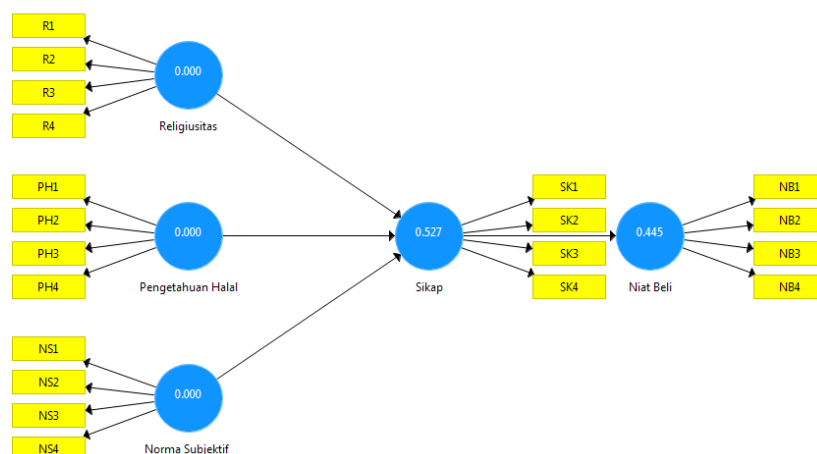 R1
R2
R3
R4
0.000
Religiusitas
PH1
PH2
PH3
PH4
0.000
Pengetahuan Halal
NS1
NS2
NS3
NS4
0.000
Norma Subjektif
0.527
Sikap
SK1
SK2
SK3
SK4
0.445
Niat Beli
NB1
NB2
NB3
NB4